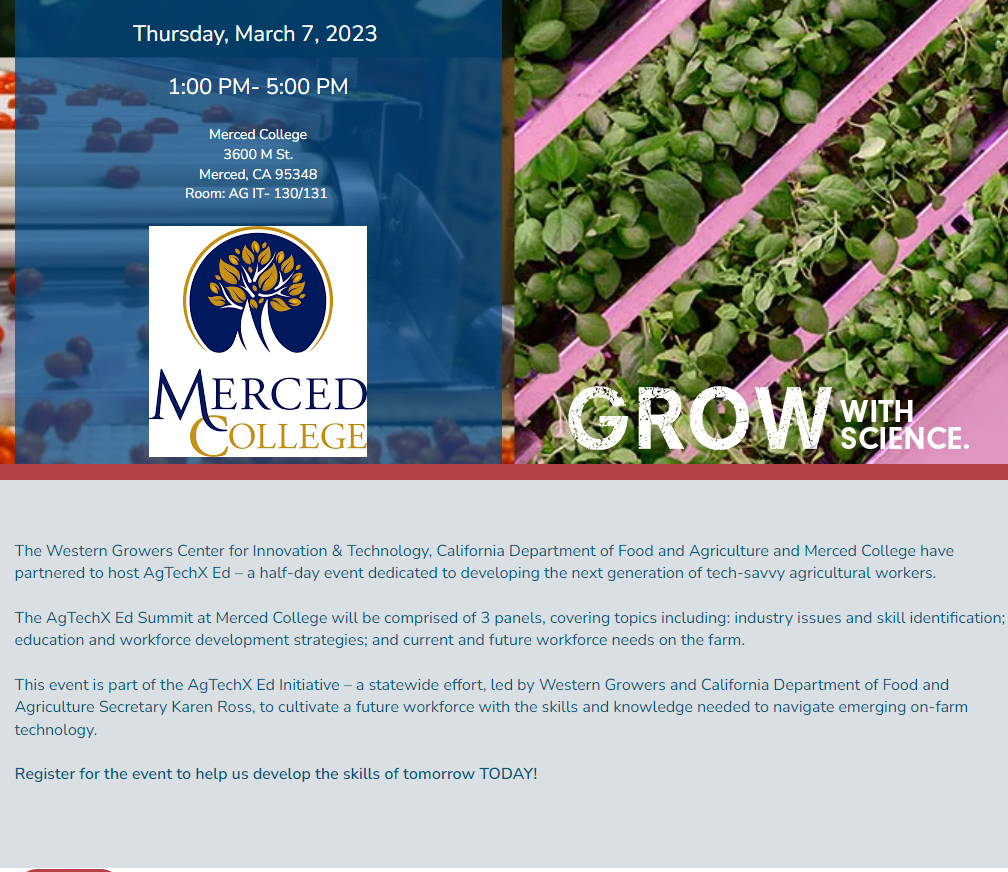 Thursday, March 7, 2023
1:00 PM- 5:00 PM
Merced College
3600 M St.
Merced, CA 95348
Room: AG IT- 130/131
MERCED
COLLEGE
GROW WITH
SCIENCE.
The Western Growers Center for Innovation & Technology, California Department of Food and Agriculture and Merced College have
partnered to host AgTechX Ed – a half-day event dedicated to developing the next generation of tech-savvy agricultural workers.
The AgTechX Ed Summit at Merced College will be comprised of 3 panels, covering topics including: industry issues and skill identification;
education and workforce development strategies; and current and future workforce needs on the farm.
This event is part of the AgTechX Ed Initiative – a statewide effort, led by Western Growers and California Department of Food and
Agriculture Secretary Karen Ross, to cultivate a future workforce with the skills and knowledge needed to navigate emerging on-farm
technology.
Register for the event to help us develop the skills of tomorrow TODAY!